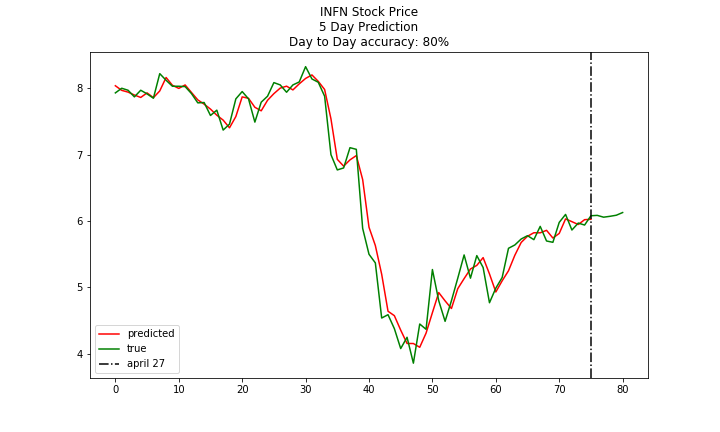 INFN Stock Price
5 Day Prediction
Day to Day accuracy: 80%
8
7
6
5
4
predicted
true
april 27
0 10 20 30 40 50 60 70 80